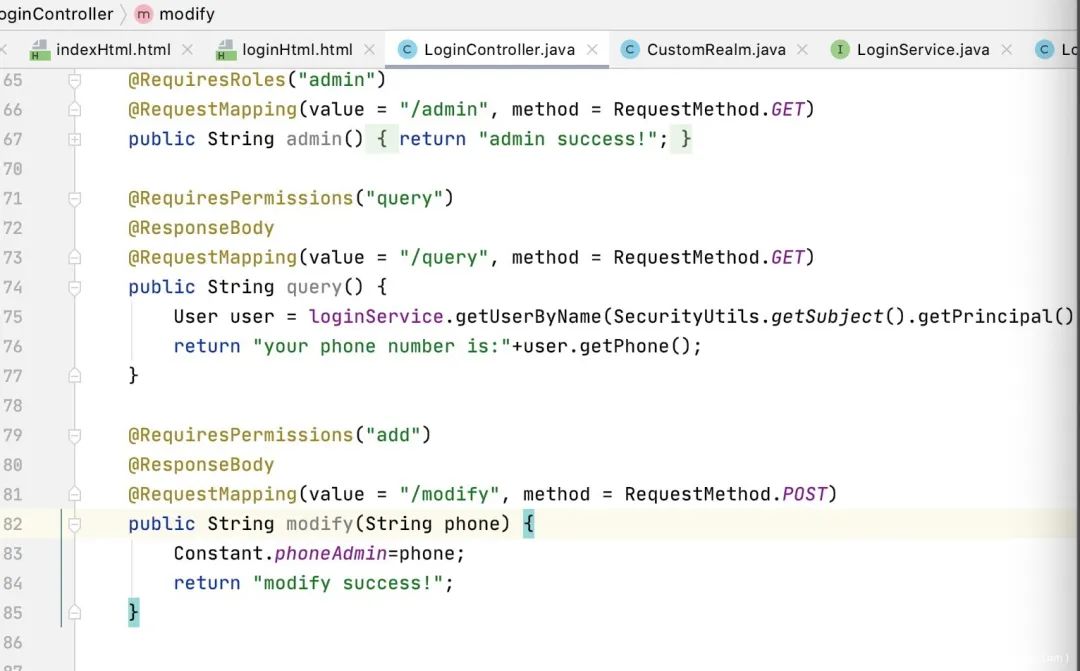 oginController 〉 m modify
indexHtml.html × loginHtml.html × C LoginController.java × C CustomRealm.java × I LoginService.java × C
65 @RequiresRoles("admin")
66 @RequestMapping(value = "/admin", method = RequestMethod.GET)
67 public String admin() { return "admin success!"; }
70
71 @RequiresPermissions("query")
72 @ResponseBody
73 @RequestMapping(value = "/query", method = RequestMethod.GET)
74 public String query() {
75 User user = loginService.getUserByName(SecurityUtils.getSubject().getPrincipal()
76 return "your phone number is:"+user.getPhone();
77 }
78
79 @RequiresPermissions("add")
80 @ResponseBody
81 @RequestMapping(value = "/modify", method = RequestMethod.POST)
82 public String modify(String phone) {
83 Constant.phoneAdmin=phone;
84 return "modify success!";
85 }
86